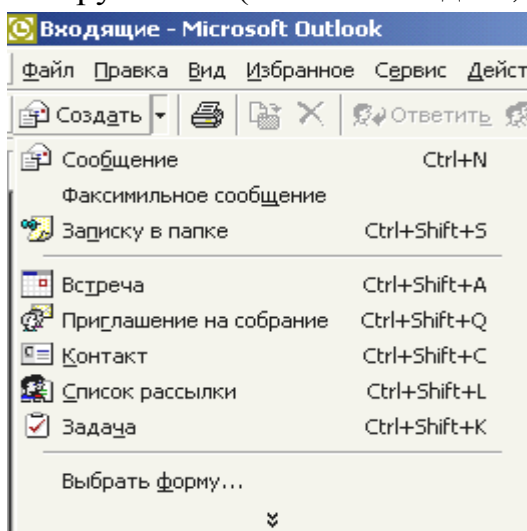 Входящие - Microsoft Outlook
Файл Правка Вид Избранное Сервис
Создать Ответить
Сообщение Ctrl+N
Факсимильное сообщение
Записку в папке Ctrl+Shift+S
Встреча Ctrl+Shift+A
Приглашение на собрание Ctrl+Shift+Q
Контакт Ctrl+Shift+C
Список рассылки Ctrl+Shift+L
Задача Ctrl+Shift+K
Выбрать форму...